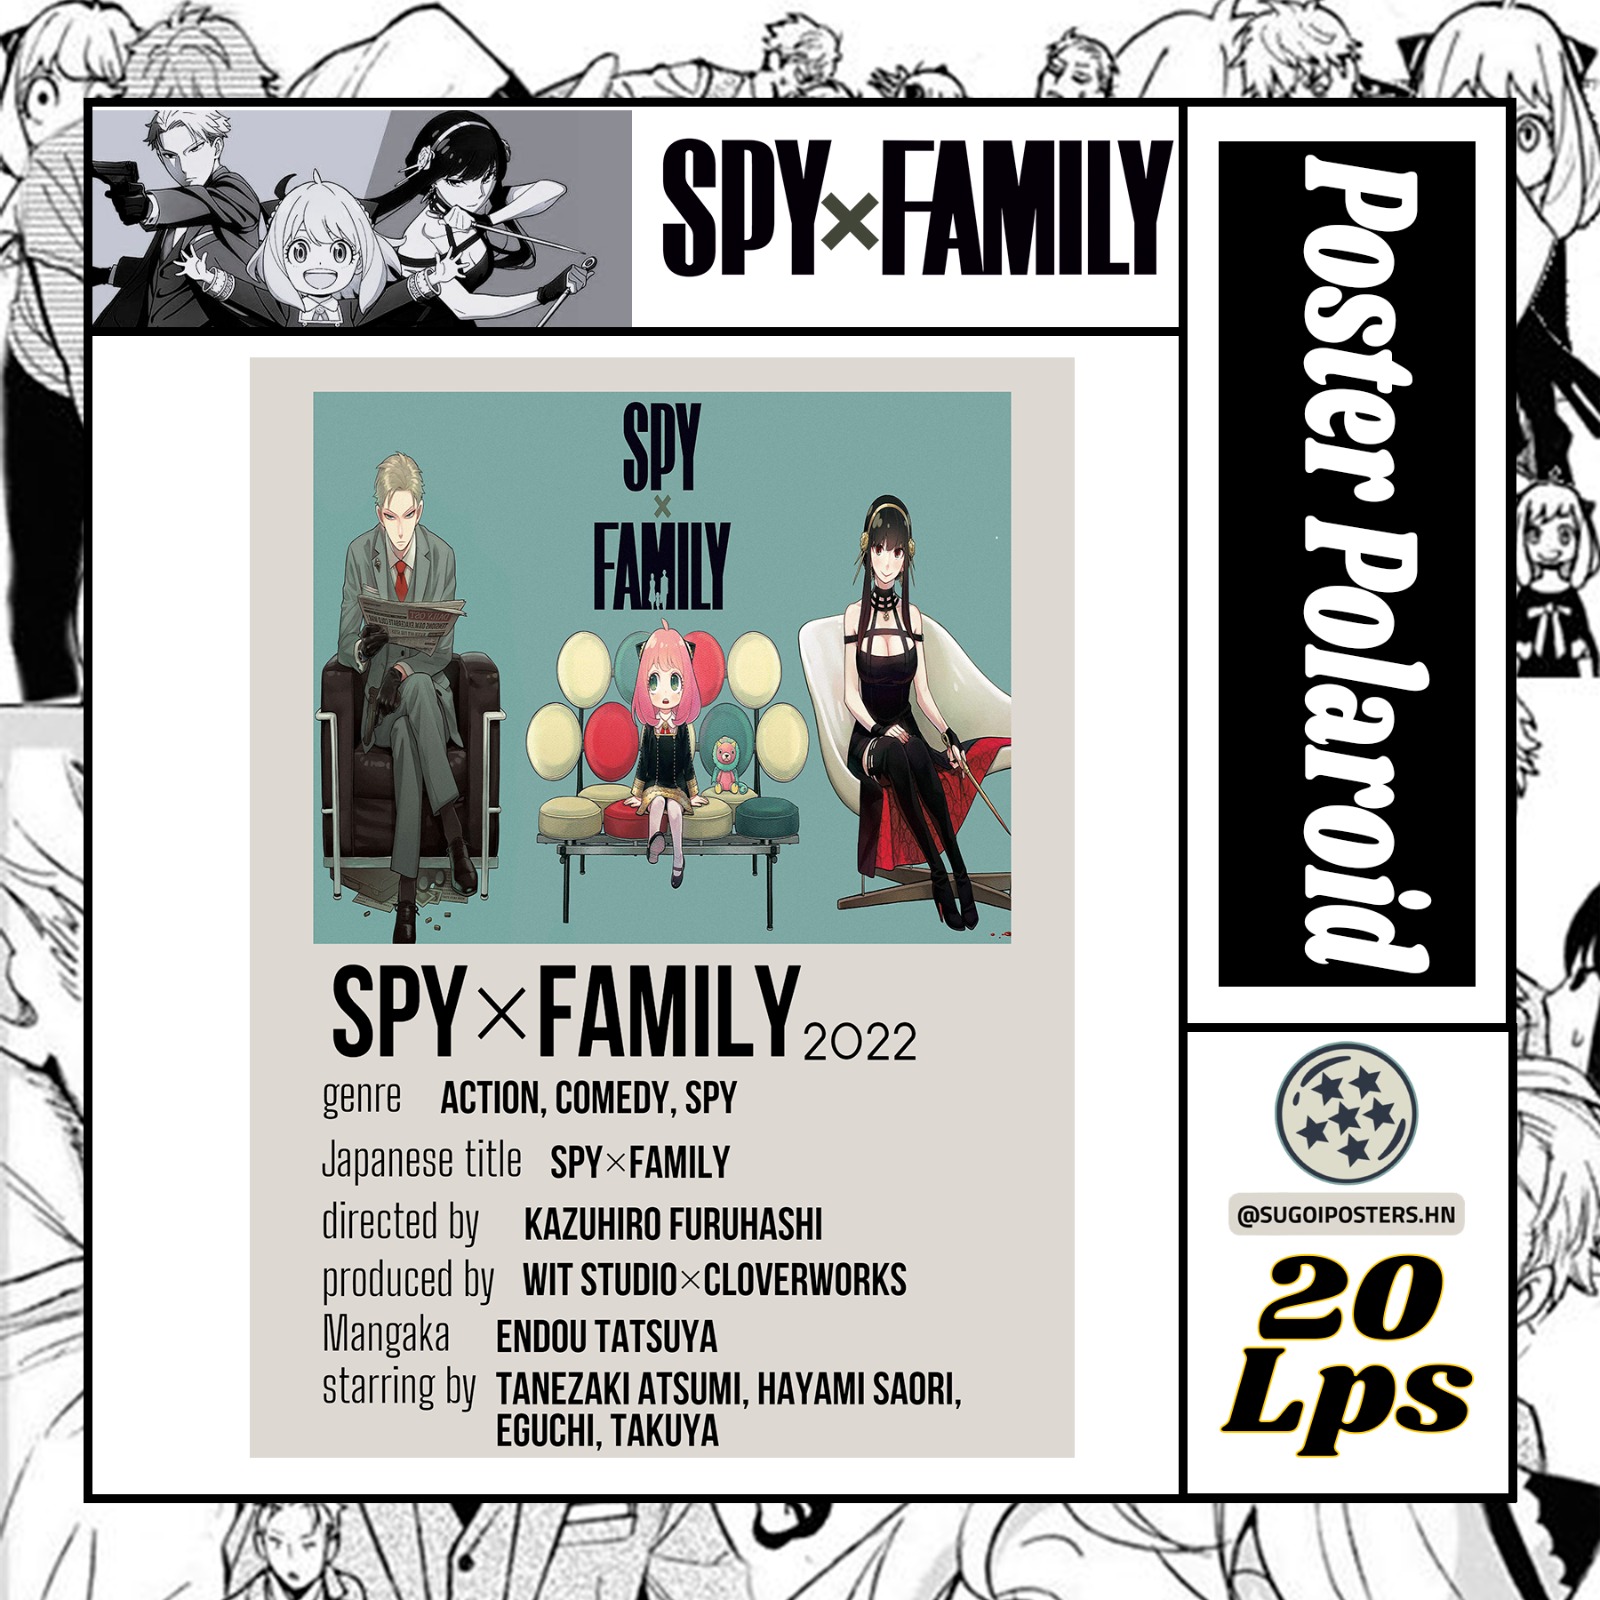 SPY×FAMILY
Poster Polaroid
SPY
×
FAMILY
SPY×FAMILY 2022
genre ACTION, COMEDY, SPY
Japanese title SPY×FAMILY
directed by KAZUHIRO FURUHASHI
produced by WIT STUDIO×CLOVERWORKS
Mangaka ENDOU TATSUYA
starring by TANEZAKI ATSUMI, HAYAMI SAORI,
EGUCHI, TAKUYA
@SUGOIPOSTERS.HN
20
Lps